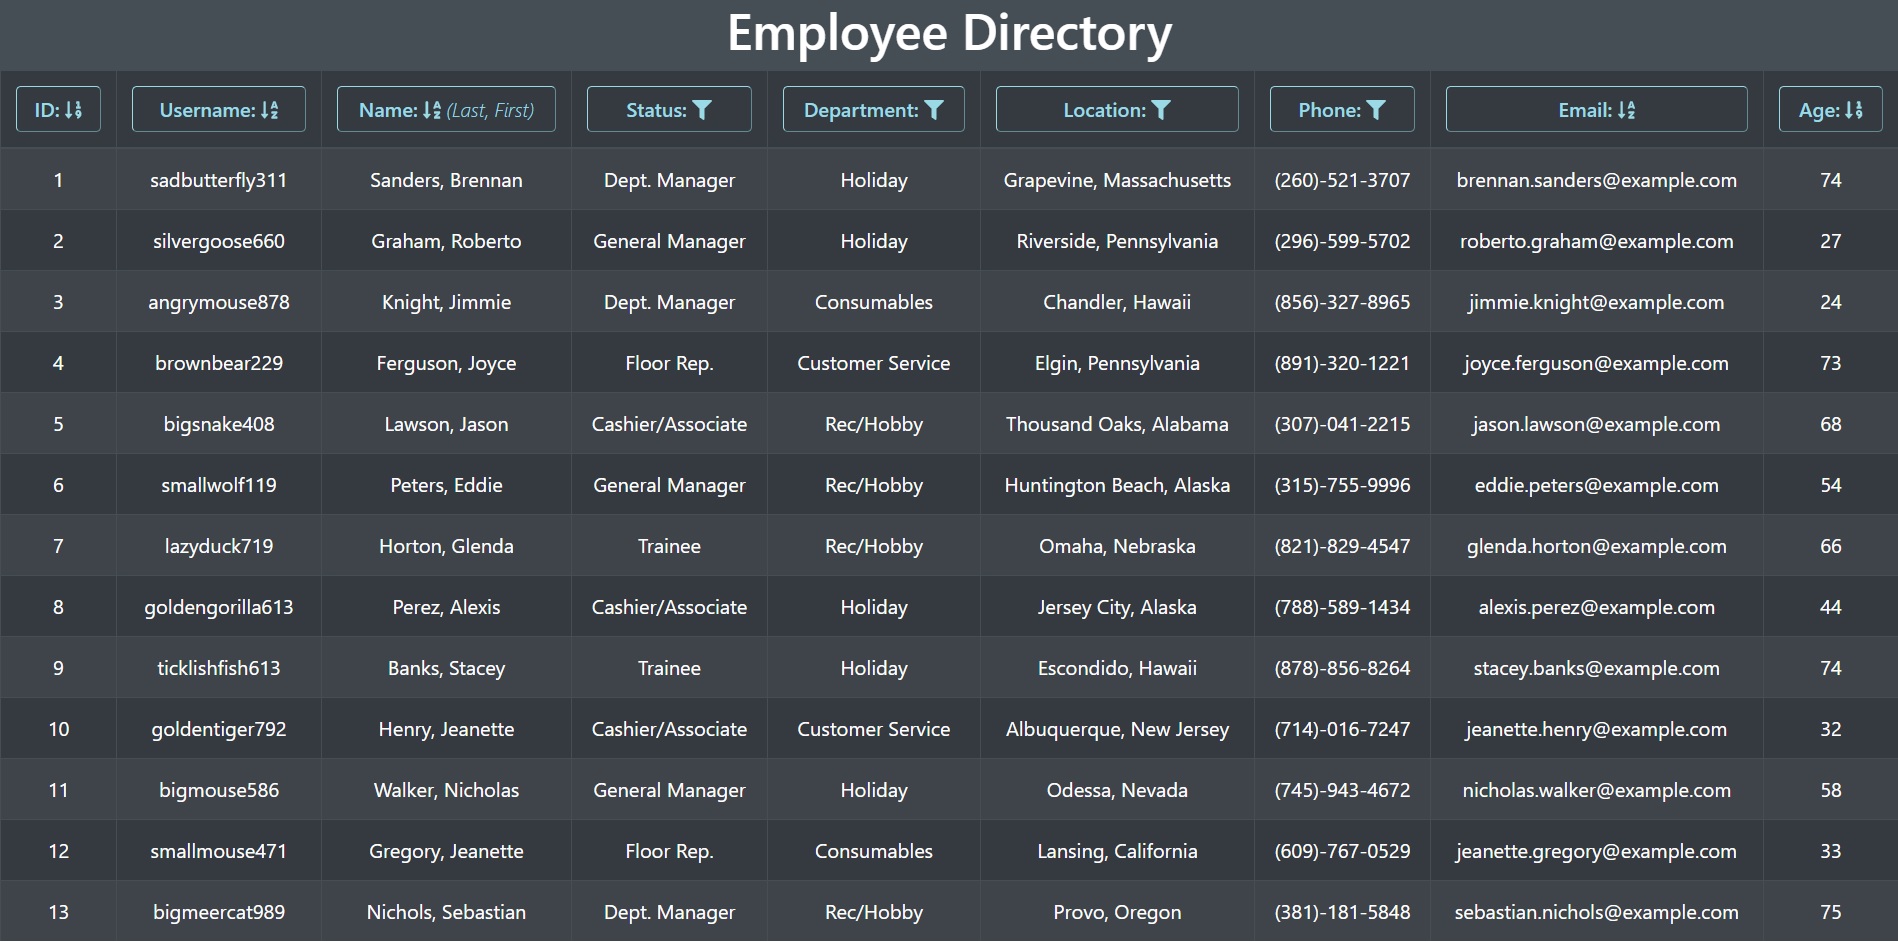 Employee Directory
ID: Username: Name: (Last, First) Status: Department: Location: Phone: Email: Age:
1 sadbutterfly311 Sanders, Brennan Dept. Manager Holiday Grapevine, Massachusetts (260)-521-3707 brennan.sanders@example.com 74
2 silvergoose660 Graham, Roberto General Manager Holiday Riverside, Pennsylvania (296)-599-5702 roberto.graham@example.com 27
3 angrymouse878 Knight, Jimmie Dept. Manager Consumables Chandler, Hawaii (856)-327-8965 jimmie.knight@example.com 24
4 brownbear229 Ferguson, Joyce Floor Rep. Customer Service Elgin, Pennsylvania (891)-320-1221 joyce.ferguson@example.com 73
5 bigsnake408 Lawson, Jason Cashier/Associate Rec/Hobby Thousand Oaks, Alabama (307)-041-2215 jason.lawson@example.com 68
6 smallwolf119 Peters, Eddie General Manager Rec/Hobby Huntington Beach, Alaska (315)-755-9996 eddie.peters@example.com 54
7 lazyduck719 Horton, Glenda Trainee Rec/Hobby Omaha, Nebraska (821)-829-4547 glenda.horton@example.com 66
8 goldengorilla613 Perez, Alexis Cashier/Associate Holiday Jersey City, Alaska (788)-589-1434 alexis.perez@example.com 44
9 ticklishfish613 Banks, Stacey Trainee Holiday Escondido, Hawaii (878)-856-8264 stacey.banks@example.com 74
10 goldentiger792 Henry, Jeanette Cashier/Associate Customer Service Albuquerque, New Jersey (714)-016-7247 jeanette.henry@example.com 32
11 bigmouse586 Walker, Nicholas General Manager Holiday Odessa, Nevada (745)-943-4672 nicholas.walker@example.com 58
12 smallmouse471 Gregory, Jeanette Floor Rep. Consumables Lansing, California (609)-767-0529 jeanette.gregory@example.com 33
13 bigmeercat989 Nichols, Sebastian Dept. Manager Rec/Hobby Provo, Oregon (381)-181-5848 sebastian.nichols@example.com 75